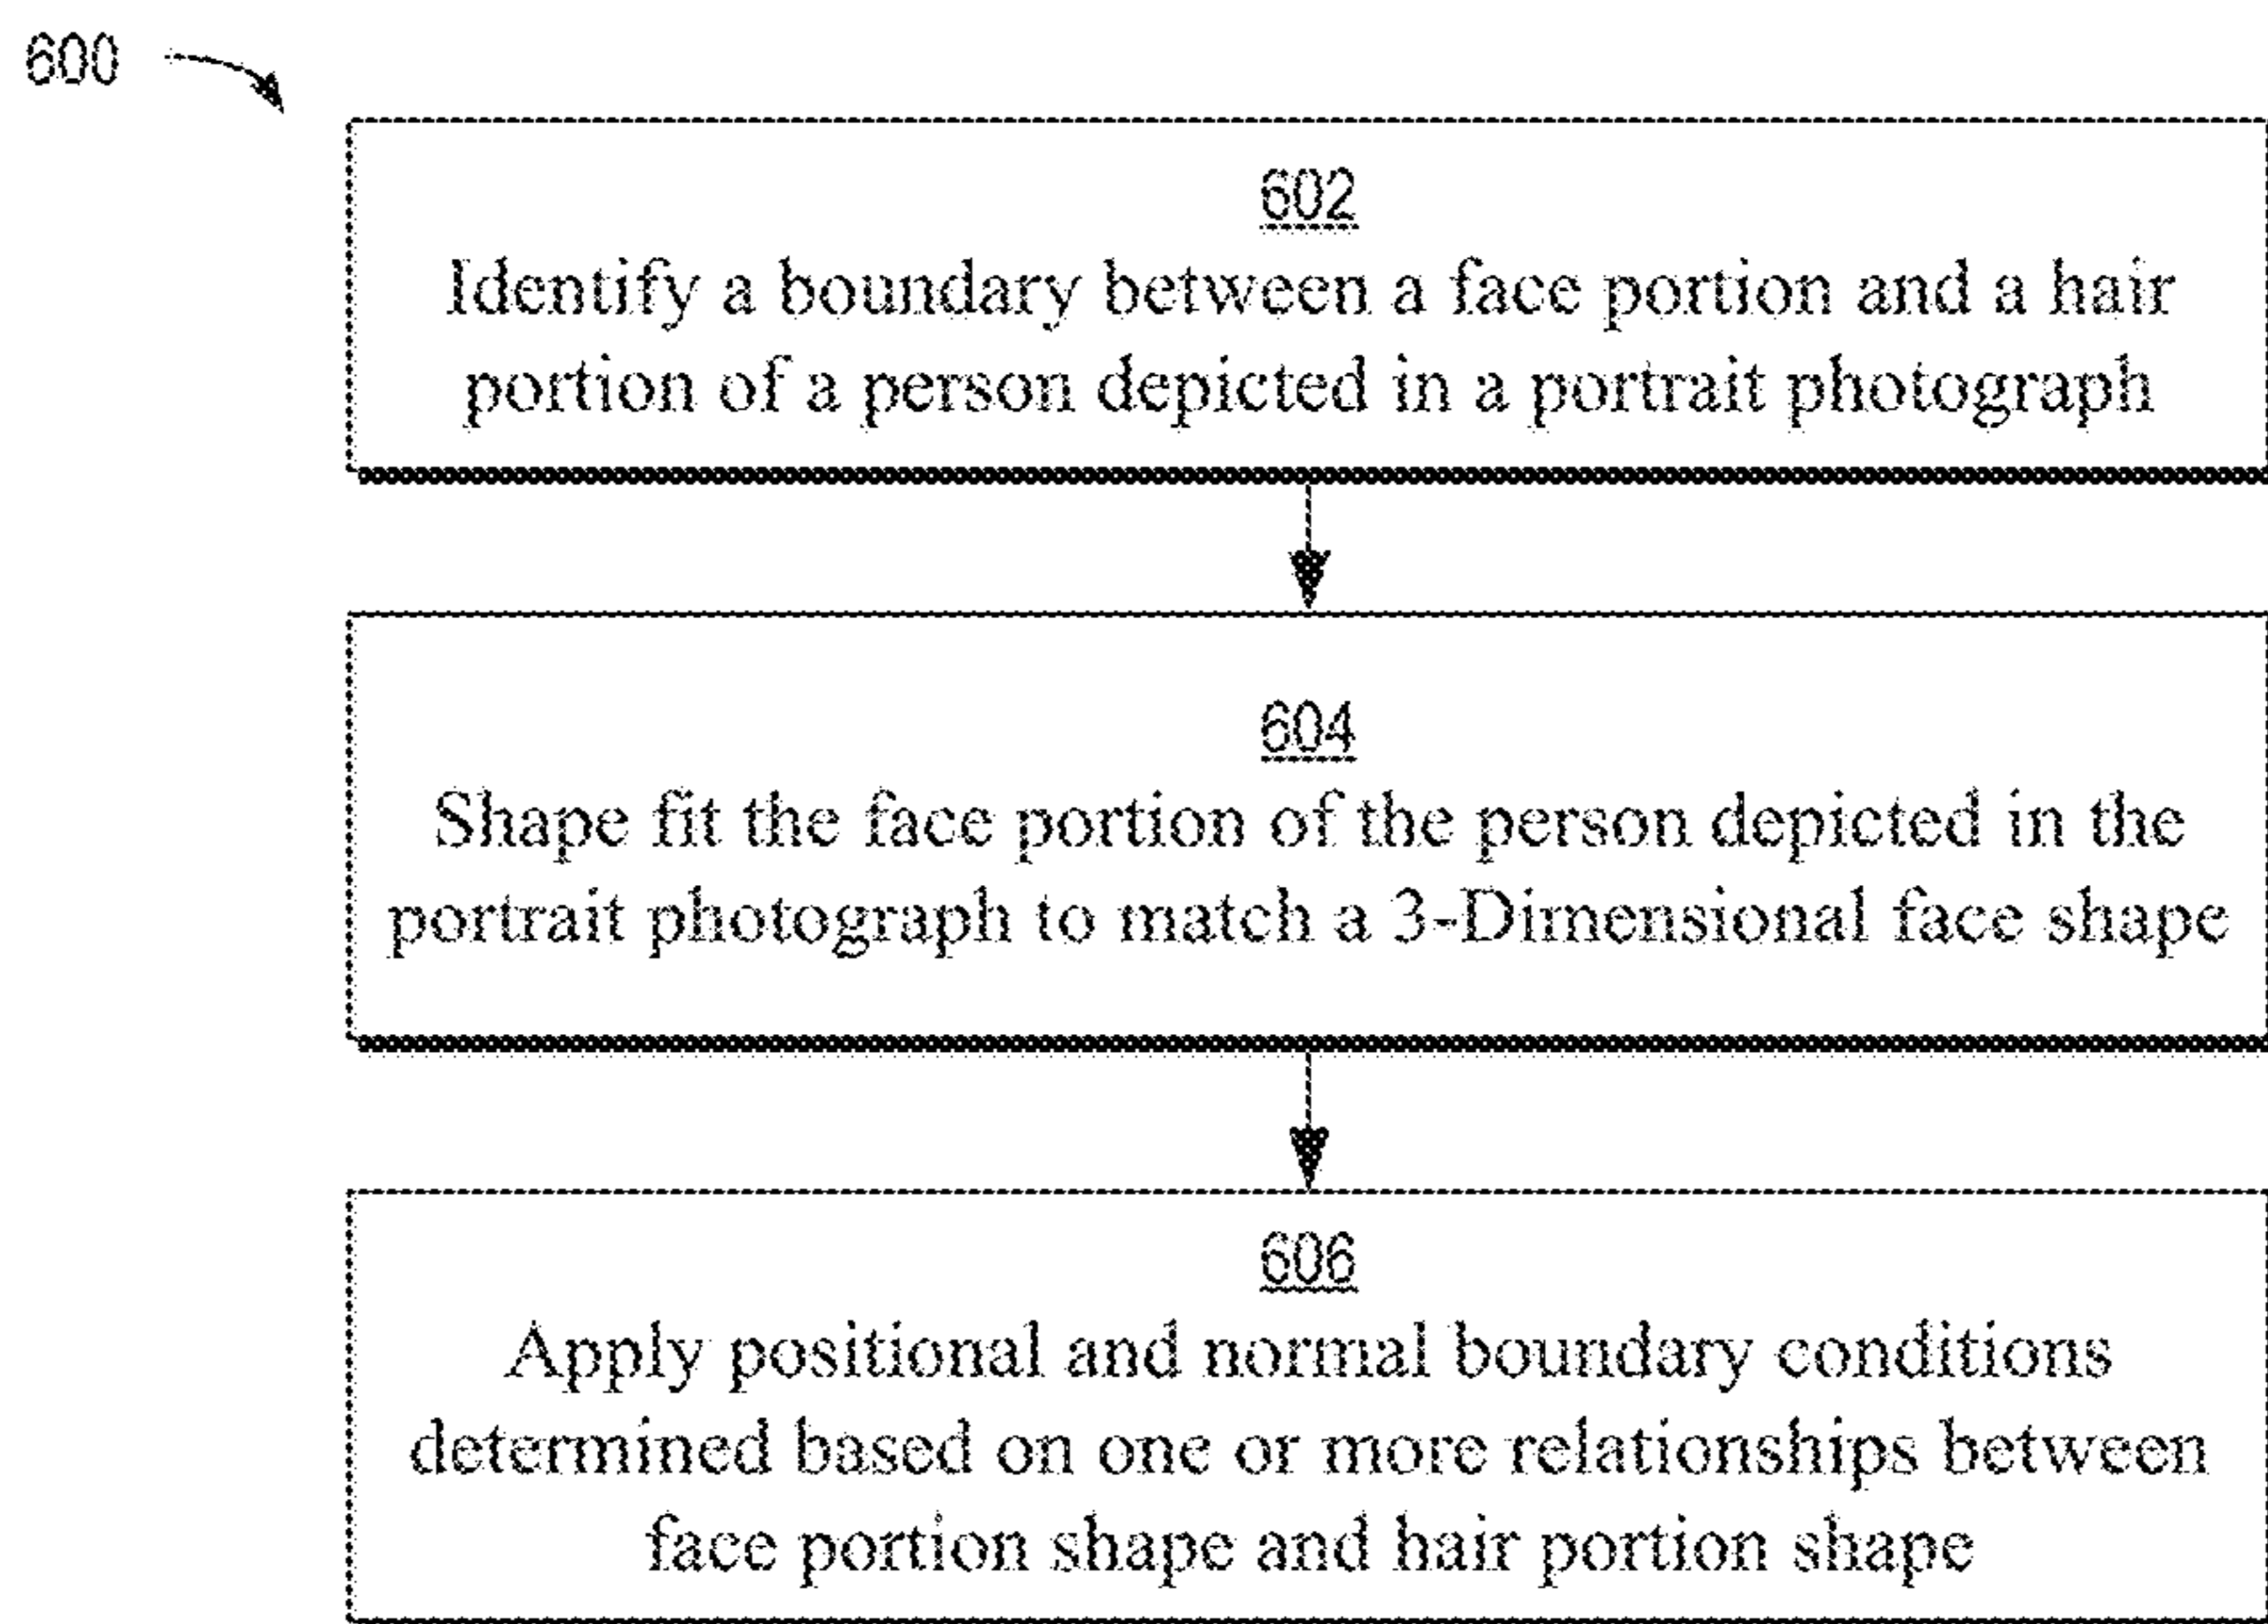 600
602
Identify a boundary between a face portion and a hair
portion of a person depicted in a portrait photograph
604
Shape fit the face portion of the person depicted in the
portrait photograph to match a 3-Dimensional face shape
606
Apply positional and normal boundary conditions
determined based on one or more relationships between
face portion shape and hair portion shape